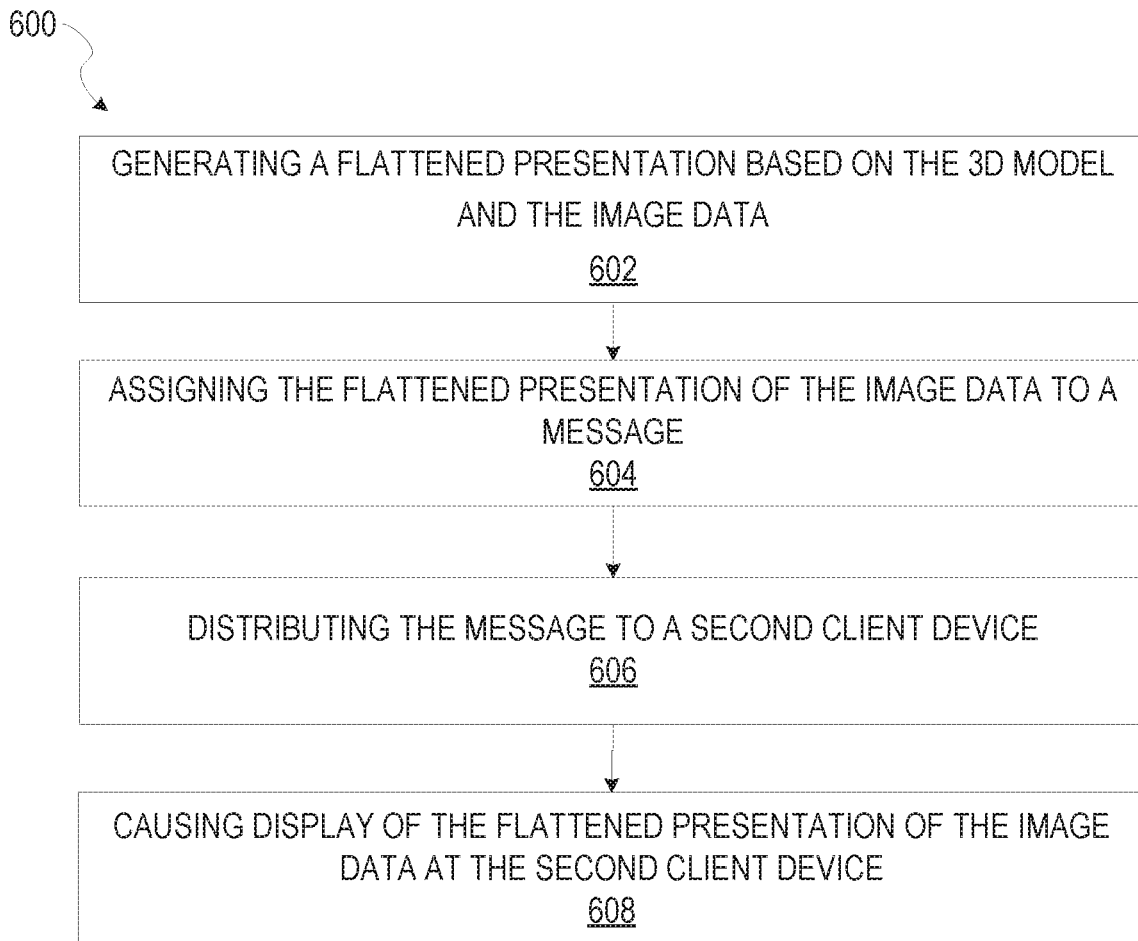 600
GENERATING A FLATTENED PRESENTATION BASED ON THE 3D MODEL
AND THE IMAGE DATA
602
ASSIGNING THE FLATTENED PRESENTATION OF THE IMAGE DATA TO A
MESSAGE
604
DISTRIBUTING THE MESSAGE TO A SECOND CLIENT DEVICE
606
CAUSING DISPLAY OF THE FLATTENED PRESENTATION OF THE IMAGE
DATA AT THE SECOND CLIENT DEVICE
608